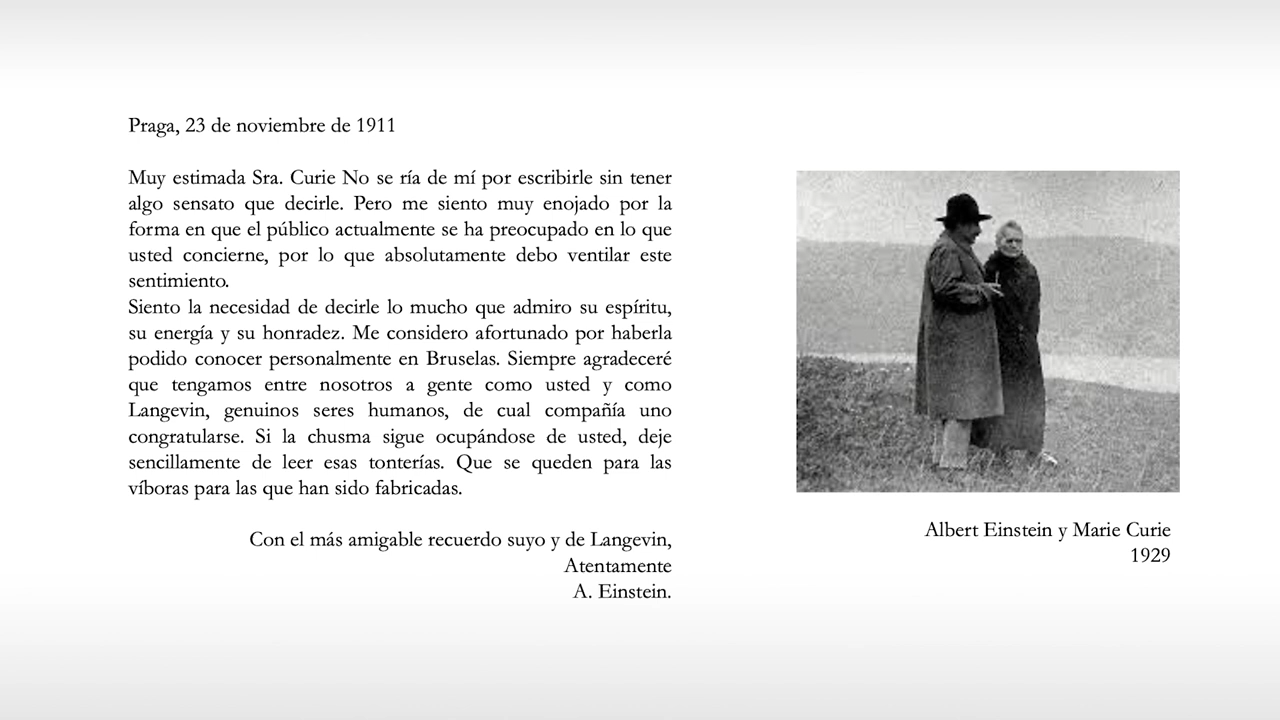 Praga, 23 de noviembre de 1911
Muy estimada Sra. Curie No se ría de mí por escribirle sin tener
algo sensato que decirle. Pero me siento muy enojado por la
forma en que el público actualmente se ha preocupado en lo que
usted concierne, por lo que absolutamente debo ventilar este
sentimiento.
Siento la necesidad de decirle lo mucho que admiro su espíritu,
su energía y su honradez. Me considero afortunado por haberla
podido conocer personalmente en Bruselas. Siempre agradeceré
que tengamos entre nosotros a gente como usted y como
Langevin, genuinos seres humanos, de cual compañía uno
congratularse. Si la chusma sigue ocupándose de usted, deje
sencillamente de leer esas tonterías. Que se queden para las
víboras para las que han sido fabricadas.
Con el más amigable recuerdo suyo y de Langevin,
Atentamente
A. Einstein.
Albert Einstein y Marie Curie
1929